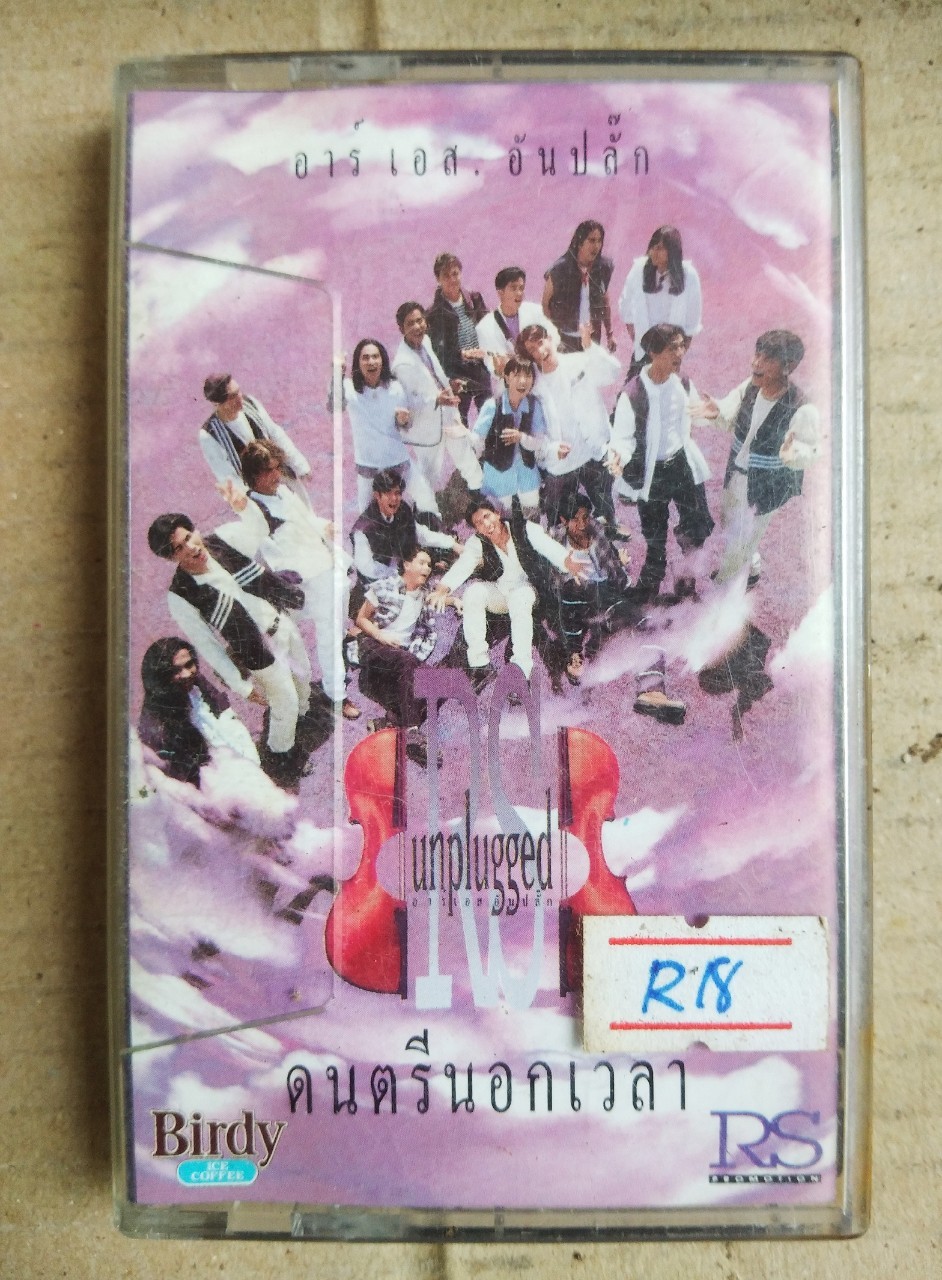 อาร์ เอส. อันปลั๊ก
RS
unplugged
อาร์เอส อันปลั๊ก
R18
ดนตรีนอกเวลา
Birdy
ICE
COFFEE
RS
PROMOTION